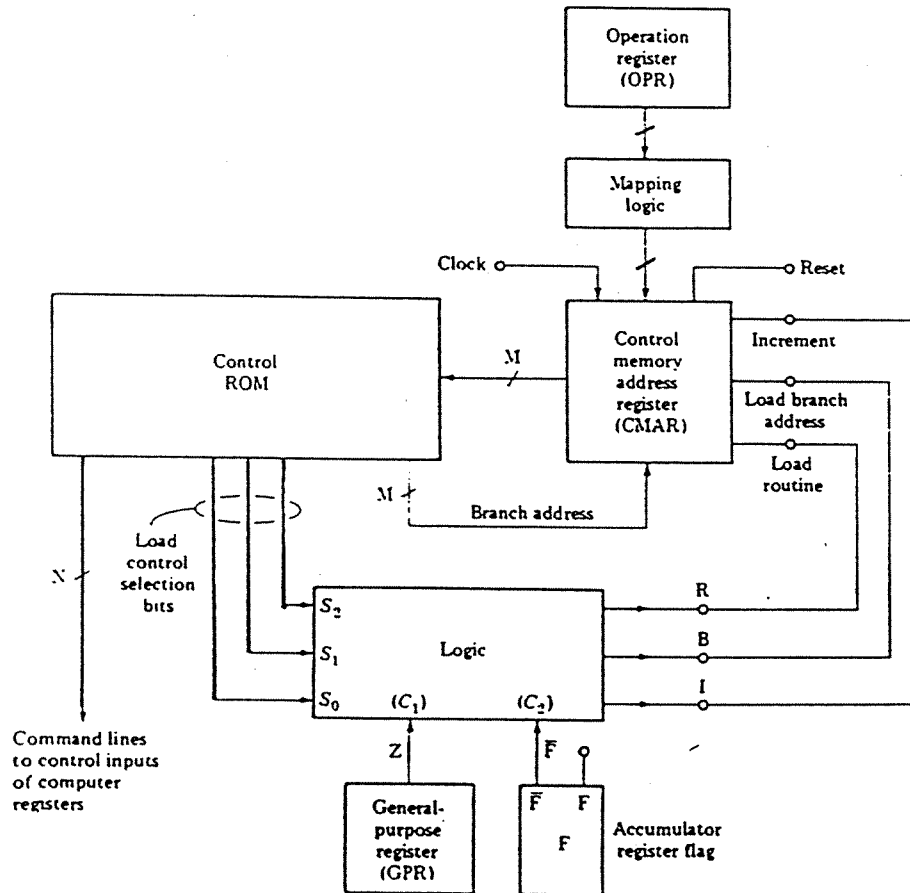 Operation
register
(OPR)
Mapping
logic
Clock
Reset
Control
ROM
M
Control
memory
address
register
(CMAR)
Increment
Load branch
address
Load
routine
M
Branch address
Load
control
selection
bits
N
S2
S1
S0
Logic
(C1)
(C2)
R
B
I
Z
F̅
Command lines
to control inputs
of computer
registers
General-
purpose
register
(GPR)
F̅ F
F
Accumulator
register flag